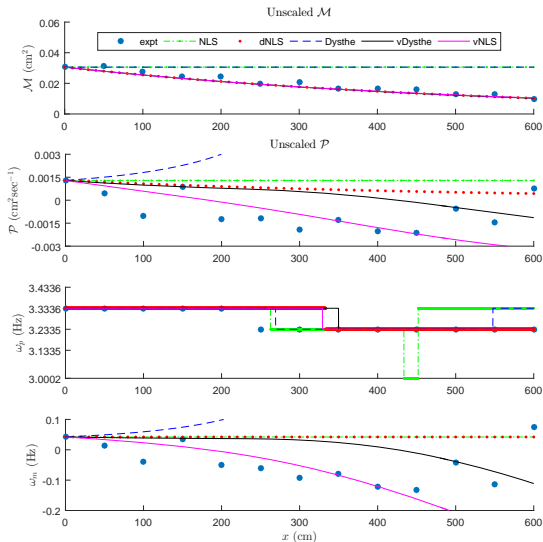 Unscaled ℳ
0.06
0.04
0.02
0
ℳ (cm²)
expt NLS dNLS Dysthe vDysthe vNLS
0 100 200 300 400 500 600
Unscaled 𝒫
0.003
0.0015
0
-0.0015
-0.003
𝒫 (cm²sec⁻¹)
0 100 200 300 400 500 600
3.4336
3.3336
3.2335
3.1335
3.0002
ωₚ (Hz)
0 100 200 300 400 500 600
0.1
0
-0.1
-0.2
ωₘ (Hz)
0 100 200 300 400 500 600
x (cm)